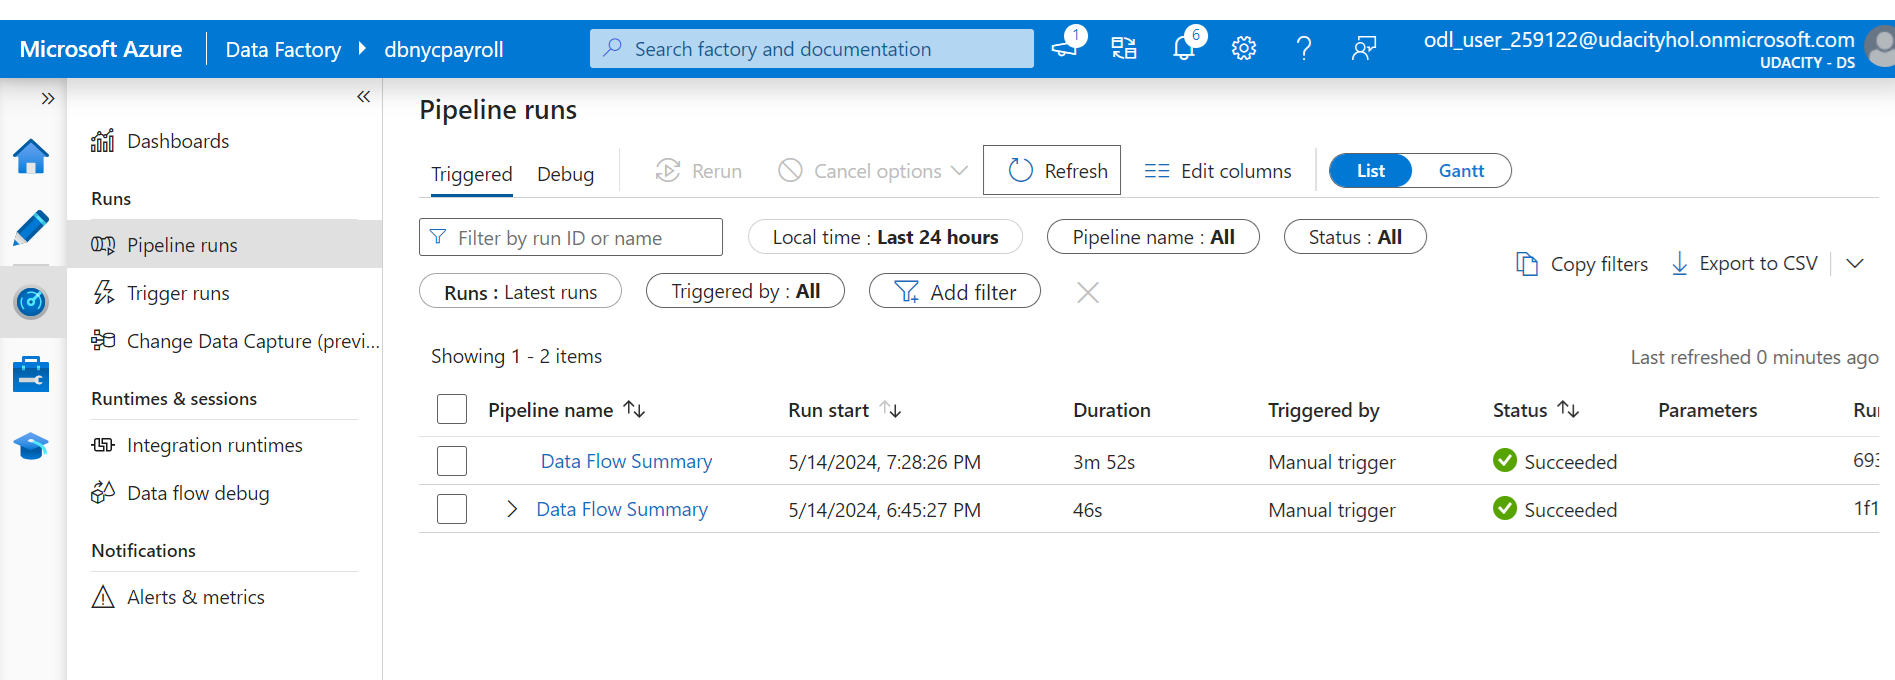 Microsoft Azure Data Factory dbnycpayroll Search factory and documentation 1 6 odl_user_259122@udacityhol.onmicrosoft.com
UDACITY - DS
Dashboards
Runs
Pipeline runs
Trigger runs
Change Data Capture (previ...
Runtimes & sessions
Integration runtimes
Data flow debug
Notifications
Alerts & metrics
Pipeline runs
Triggered Debug Rerun Cancel options Refresh Edit columns List Gantt
Filter by run ID or name Local time : Last 24 hours Pipeline name : All Status : All
Copy filters Export to CSV
Runs : Latest runs Triggered by : All Add filter
Showing 1 - 2 items Last refreshed 0 minutes ago
Pipeline name Run start Duration Triggered by Status Parameters Ru
Data Flow Summary 5/14/2024, 7:28:26 PM 3m 52s Manual trigger Succeeded 693
Data Flow Summary 5/14/2024, 6:45:27 PM 46s Manual trigger Succeeded 1f1